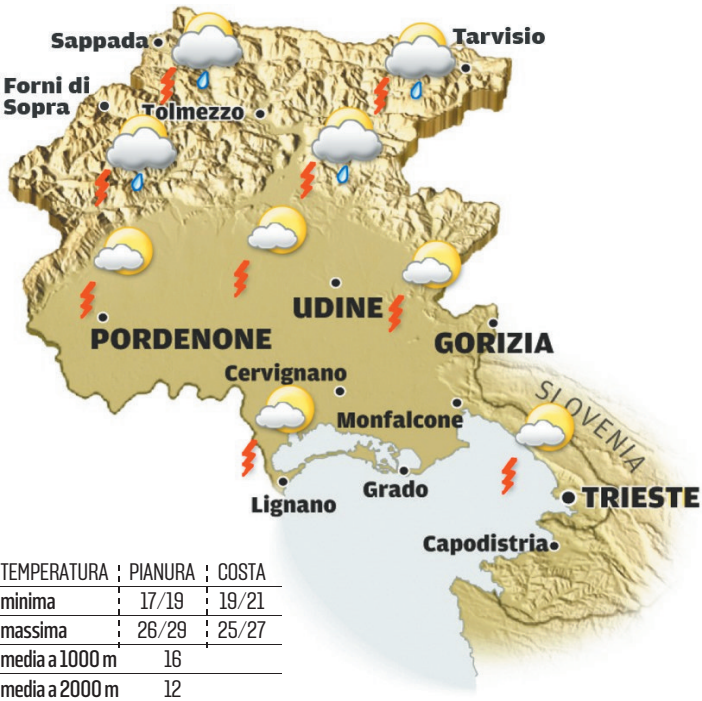 Sappada
Tarvisio
Forni di
Sopra
Tolmezzo
UDINE
PORDENONE
GORIZIA
Cervignano
SLOVENIA
Monfalcone
Grado
Lignano
TRIESTE
Capodistria
TEMPERATURA PIANURA COSTA
minima 17/19 19/21
massima 26/29 25/27
media a 1000 m 16
media a 2000 m 12